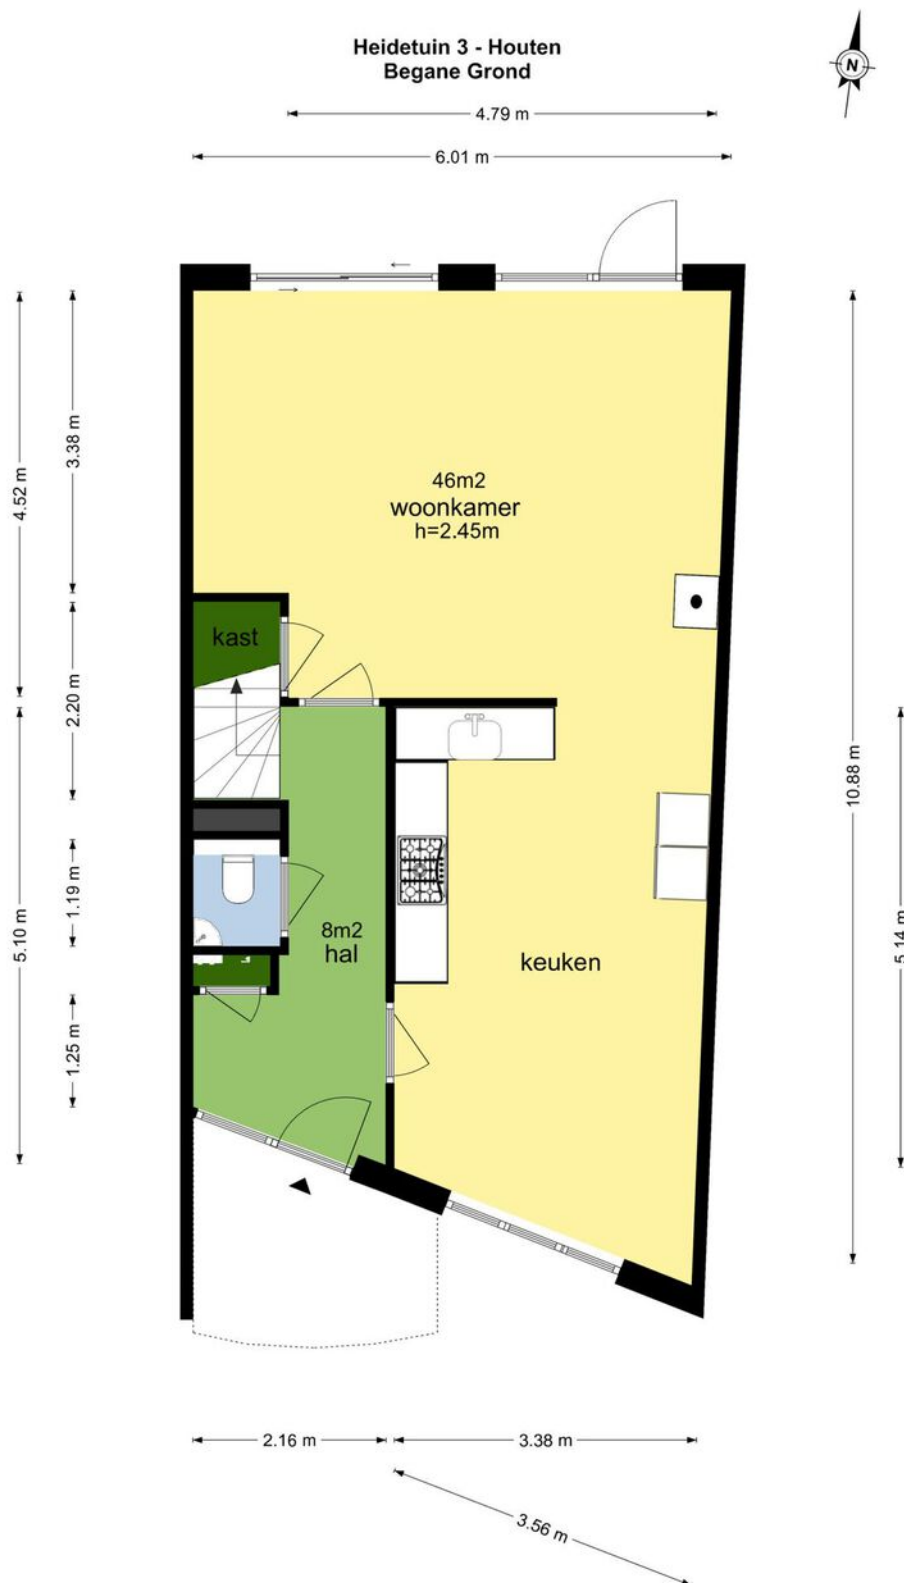 Heidetuin 3 - Houten
Begane Grond
N
4.79 m
6.01 m
3.38 m
4.52 m
46m2
woonkamer
h=2.45m
kast
2.20 m
10.88 m
1.19 m
5.10 m
8m2
hal
keuken
5.14 m
1.25 m
2.16 m
3.38 m
3.56 m